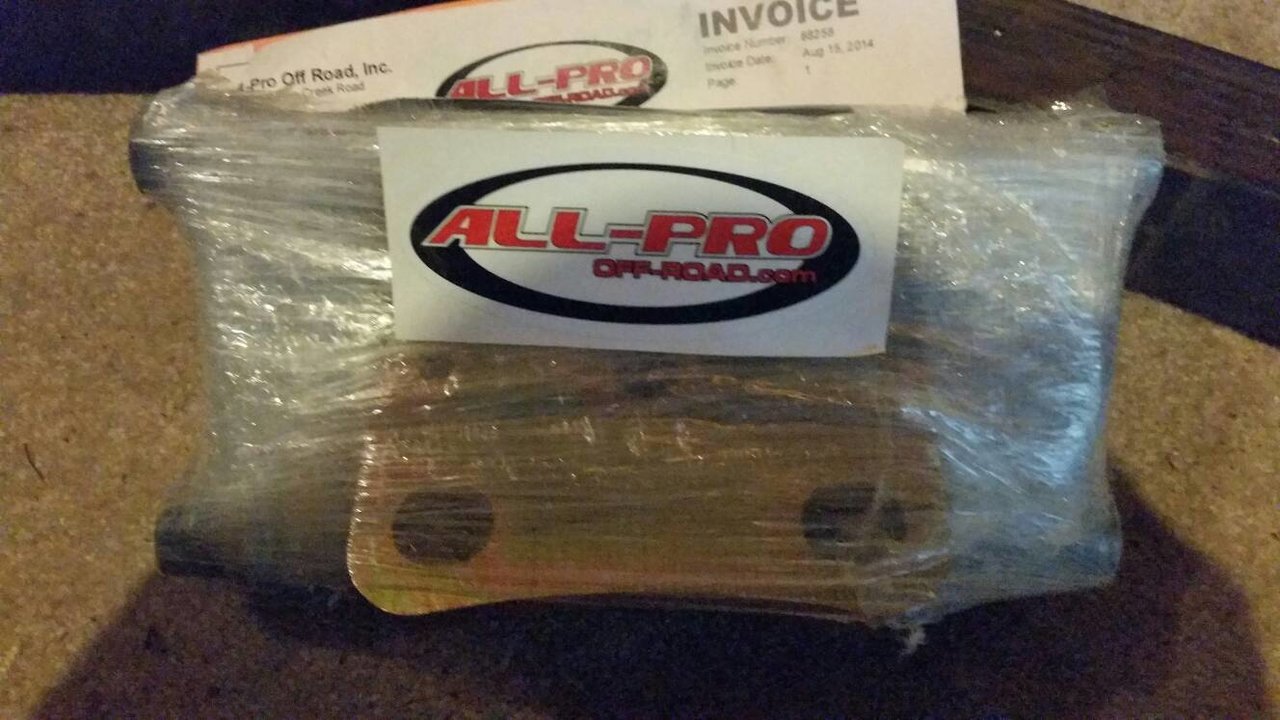 INVOICE
Invoice Number: 88258
Invoice Date: Aug 15, 2014
Page: 1
-Pro Off Road, Inc.
Creek Road
ALL-PRO
ALL-PRO
OFF-ROAD.com